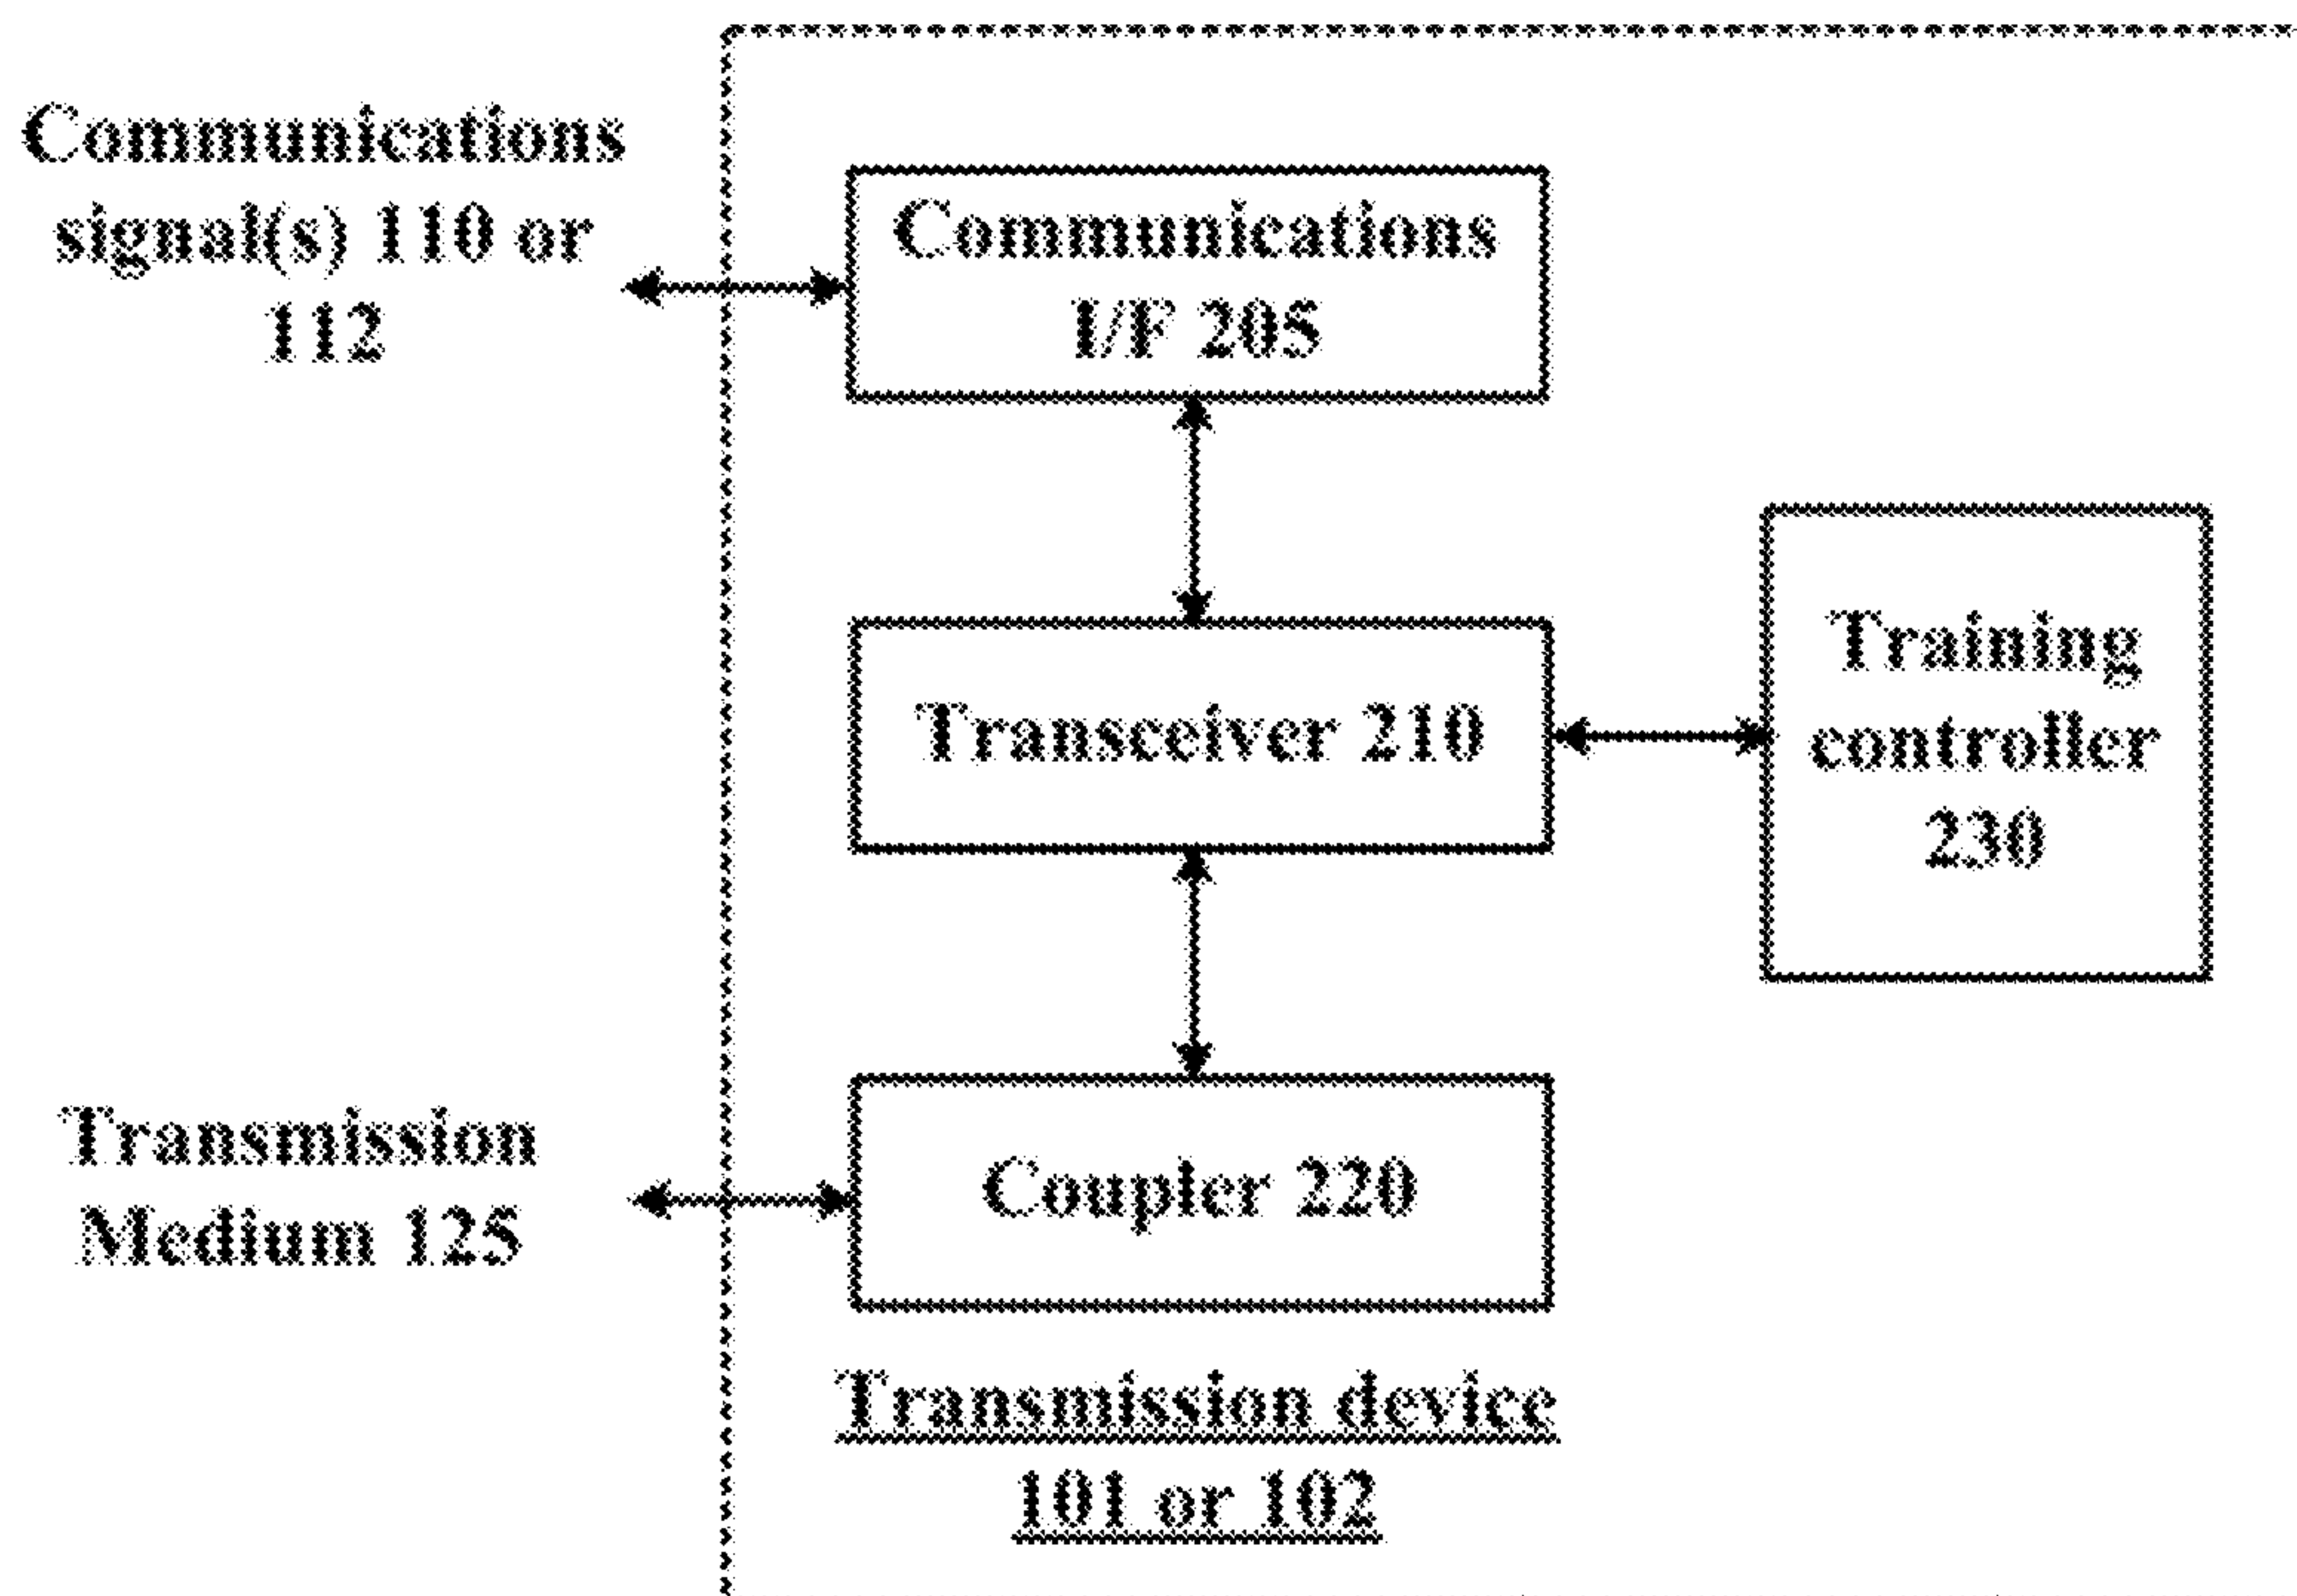 Communications
signal(s) 110 or
112
Communications
I/F 205
Transceiver 210
Training
controller
230
Transmission
Medium 125
Coupler 220
Transmission device
101 or 102